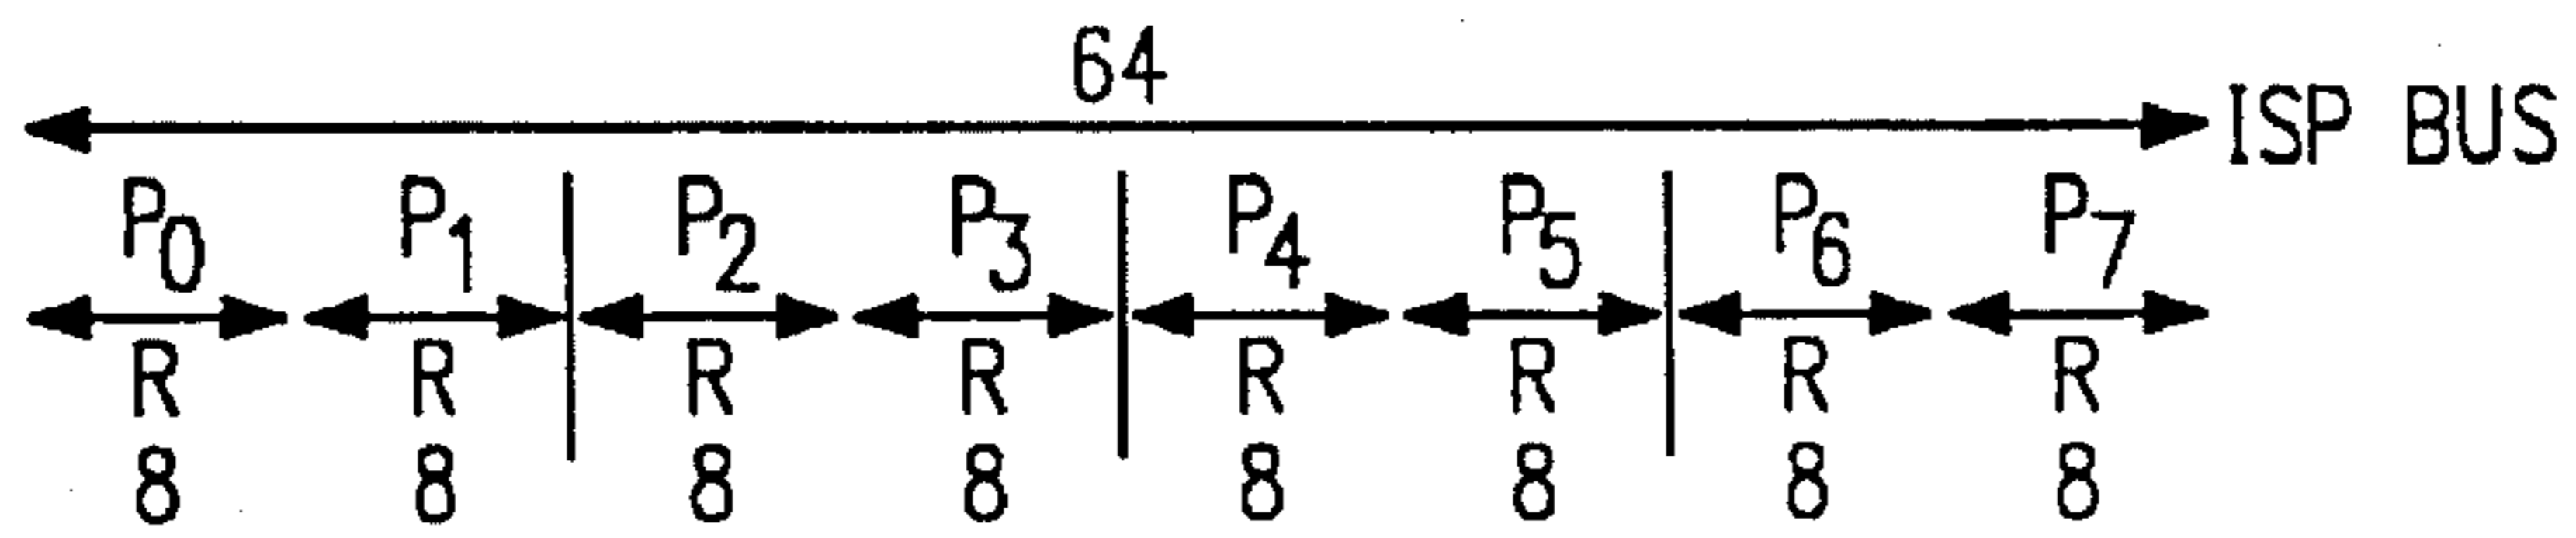 64
ISP BUS
P0 P1 P2 P3 P4 P5 P6 P7
R R R R R R R R
8 8 8 8 8 8 8 8